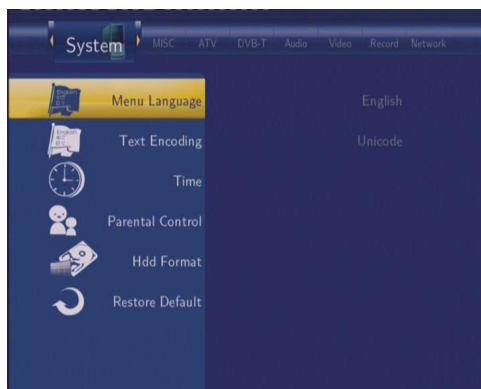 System MISC ATV DVB-T Audio Video Record Network
Menu Language English
Text Encoding Unicode
Time
Parental Control
Hdd Format
Restore Default